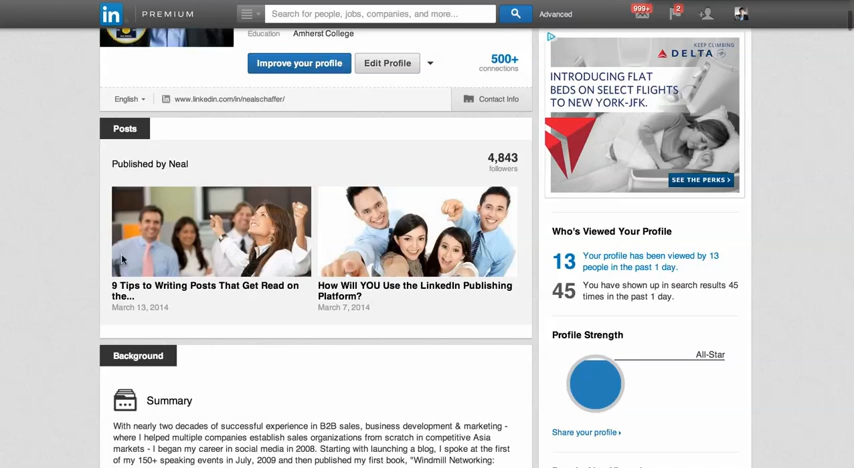 in PREMIUM
Search for people, jobs, companies, and more...
Advanced
999+
2
Education Amherst College
Improve your profile
Edit Profile
500+
connections
English
www.linkedin.com/in/nealschaffer/
Contact Info
Posts
Published by Neal
4,843
followers
9 Tips to Writing Posts That Get Read on
the...
March 13, 2014
How Will YOU Use the LinkedIn Publishing
Platform?
March 7, 2014
Background
Summary
With nearly two decades of successful experience in B2B sales, business development & marketing -
where I helped multiple companies establish sales organizations from scratch in competitive Asia
markets - I began my career in social media in 2008. Starting with launching a blog, I spoke at the first
of my 150+ speaking events in July, 2009 and then published my first book, "Windmill Networking:
KEEP CLIMBING
DELTA
INTRODUCING FLAT
BEDS ON SELECT FLIGHTS
TO NEW YORK-JFK.
SEE THE PERKS >
Who's Viewed Your Profile
13
Your profile has been viewed by 13
people in the past 1 day.
45
You have shown up in search results 45
times in the past 1 day.
Profile Strength
All-Star
Share your profile